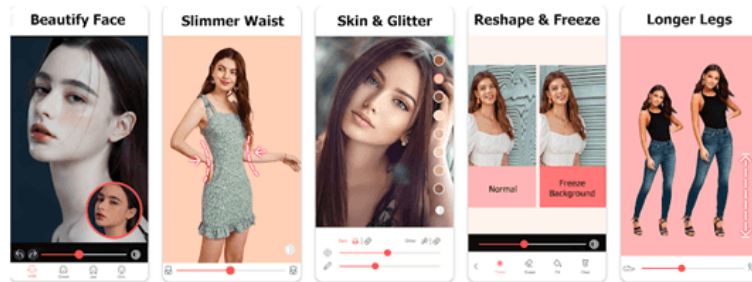 Beautify Face
Slimmer Waist
Skin & Glitter
Reshape & Freeze
Normal
Freeze
Background
Longer Legs